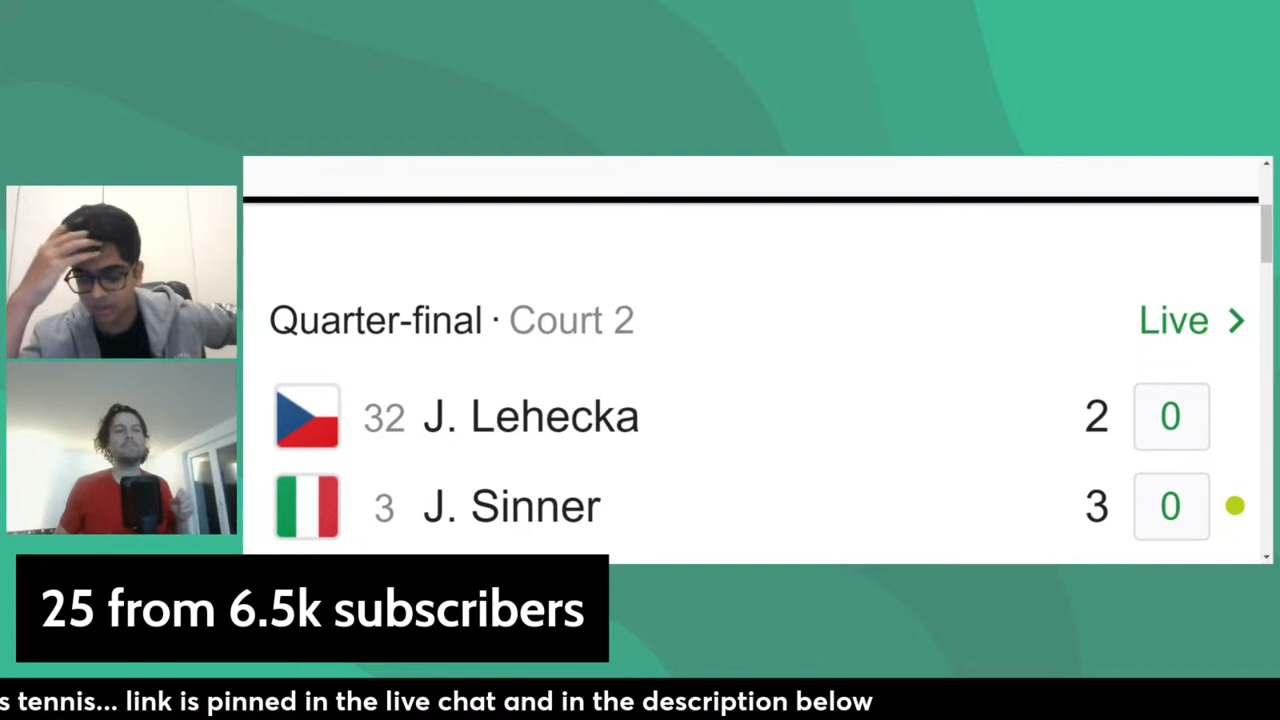 Quarter-final · Court 2
Live
32 J. Lehecka 2 0
3 J. Sinner 3 0
25 from 6.5k subscribers
s tennis... link is pinned in the live chat and in the description below